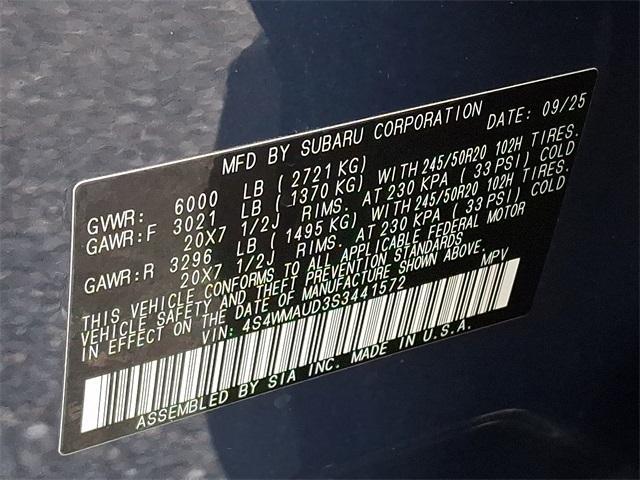 MFD BY SUBARU CORPORATION DATE: 09/25
GVWR: 6000 LB (2721KG)
GAWR:F 3021 LB (1370 KG) WITH 245/50R20 102H TIRES.
20X7 1/2J RIMS. AT 230 KPA (33 PSI) COLD
GAWR:R 3296 LB (1495 KG) WITH 245/50R20 102H TIRES.
20X7 1/2J RIMS. AT 230 KPA (33 PSI) COLD
THIS VEHICLE CONFORMS TO ALL APPLICABLE FEDERAL MOTOR
VEHICLE SAFETY AND THEFT PREVENTION STANDARDS
IN EFFECT ON THE DATE OF MANUFACTURE SHOWN ABOVE.
VIN: 4S4WMAUD3S3441572 MPV
ASSEMBLED BY SIA INC. MADE IN U.S.A.